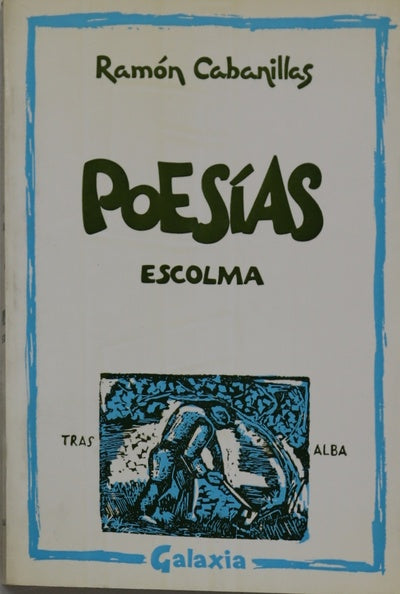 Ramón Cabanillas
POESÍAS
ESCOLMA
TRAS ALBA
Galaxia